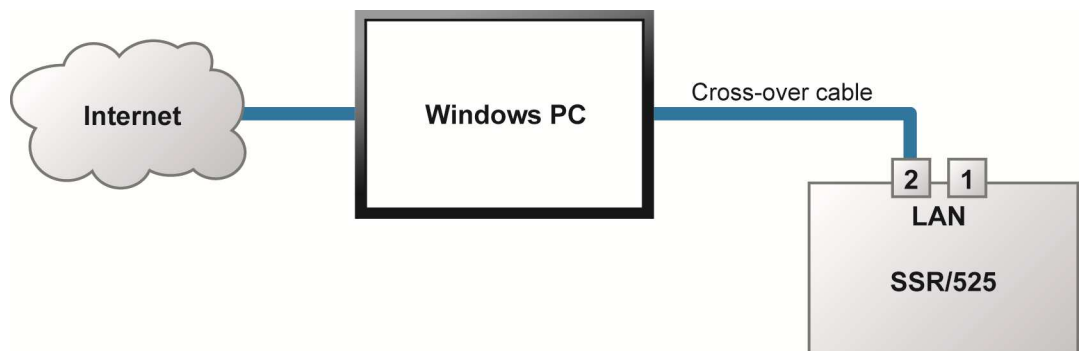 Internet
Windows PC
Cross-over cable
2 1
LAN
SSR/525